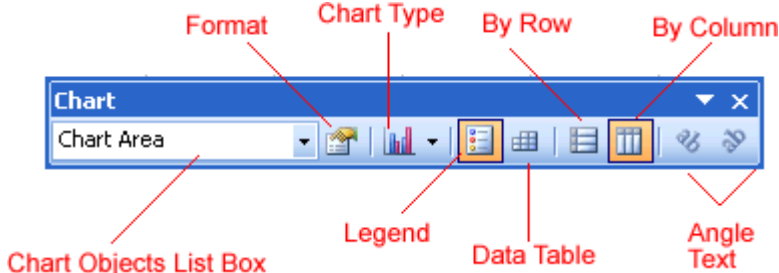 Format
Chart Type
By Row
By Column
Chart
Chart Area
Chart Objects List Box
Legend
Data Table
Angle
Text